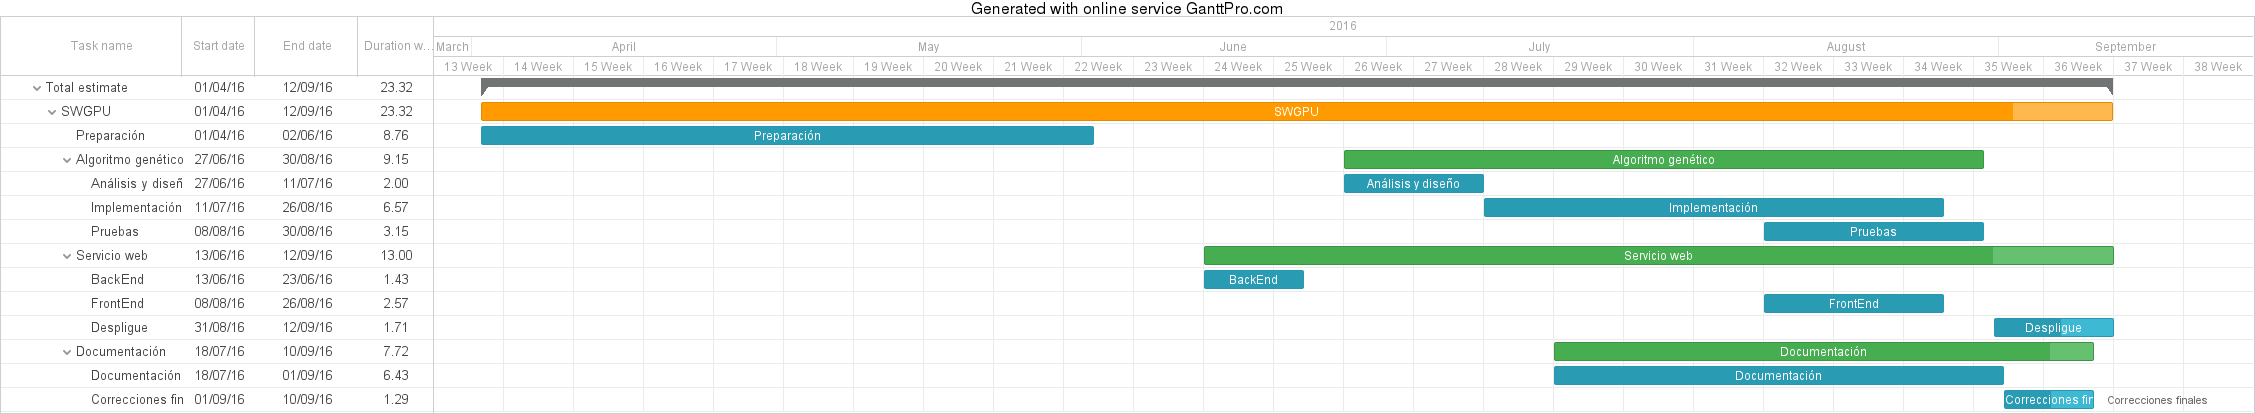 Generated with online service GanttPro.com
2016
Task name Start date End date Duration w...
March April May June July August September
13 Week 14 Week 15 Week 16 Week 17 Week 18 Week 19 Week 20 Week 21 Week 22 Week 23 Week 24 Week 25 Week 26 Week 27 Week 28 Week 29 Week 30 Week 31 Week 32 Week 33 Week 34 Week 35 Week 36 Week 37 Week 38 Week
Total estimate 01/04/16 12/09/16 23.32
SWGPU 01/04/16 12/09/16 23.32 SWGPU
Preparación 01/04/16 02/06/16 8.76 Preparación
Algoritmo genético 27/06/16 30/08/16 9.15 Algoritmo genético
Análisis y diseñ 27/06/16 11/07/16 2.00 Análisis y diseño
Implementación 11/07/16 26/08/16 6.57 Implementación
Pruebas 08/08/16 30/08/16 3.15 Pruebas
Servicio web 13/06/16 12/09/16 13.00 Servicio web
BackEnd 13/06/16 23/06/16 1.43 BackEnd
FrontEnd 08/08/16 26/08/16 2.57 FrontEnd
Despligue 31/08/16 12/09/16 1.71 Despligue
Documentación 18/07/16 10/09/16 7.72 Documentación
Documentación 18/07/16 01/09/16 6.43 Documentación
Correcciones fin 01/09/16 10/09/16 1.29 Correcciones fin Correcciones finales